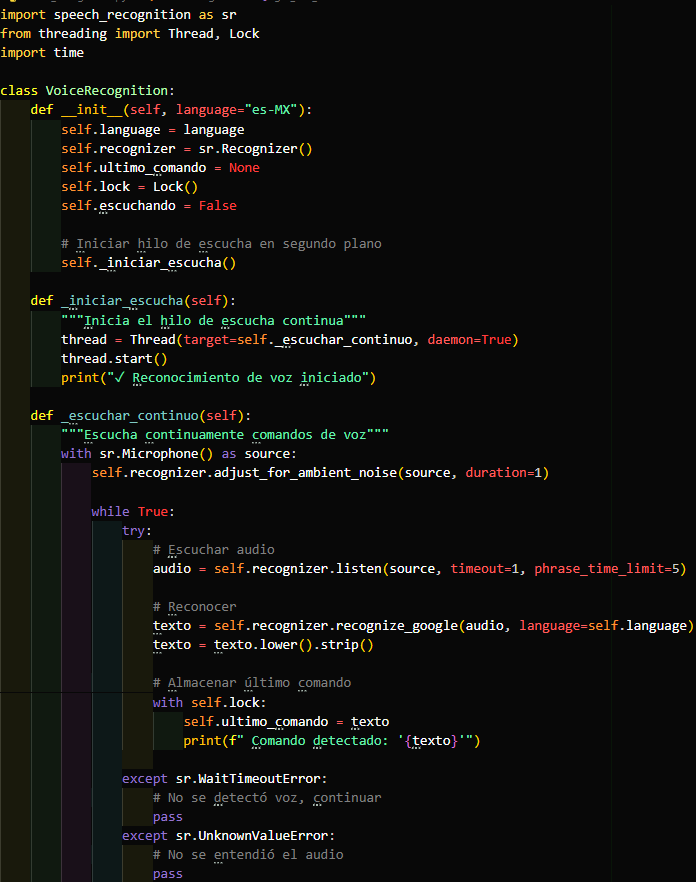 import speech_recognition as sr
from threading import Thread, Lock
import time

class VoiceRecognition:
    def __init__(self, language="es-MX"):
        self.language = language
        self.recognizer = sr.Recognizer()
        self.ultimo_comando = None
        self.lock = Lock()
        self.escuchando = False

        # Iniciar hilo de escucha en segundo plano
        self._iniciar_escucha()

    def _iniciar_escucha(self):
        """Inicia el hilo de escucha continua"""
        thread = Thread(target=self._escuchar_continuo, daemon=True)
        thread.start()
        print("✓ Reconocimiento de voz iniciado")

    def _escuchar_continuo(self):
        """Escucha continuamente comandos de voz"""
        with sr.Microphone() as source:
            self.recognizer.adjust_for_ambient_noise(source, duration=1)

            while True:
                try:
                    # Escuchar audio
                    audio = self.recognizer.listen(source, timeout=1, phrase_time_limit=5)

                    # Reconocer
                    texto = self.recognizer.recognize_google(audio, language=self.language)
                    texto = texto.lower().strip()

                    # Almacenar último comando
                    with self.lock:
                        self.ultimo_comando = texto
                        print(f" Comando detectado: '{texto}'")

                except sr.WaitTimeoutError:
                    # No se detectó voz, continuar
                    pass
                except sr.UnknownValueError:
                    # No se entendió el audio
                    pass